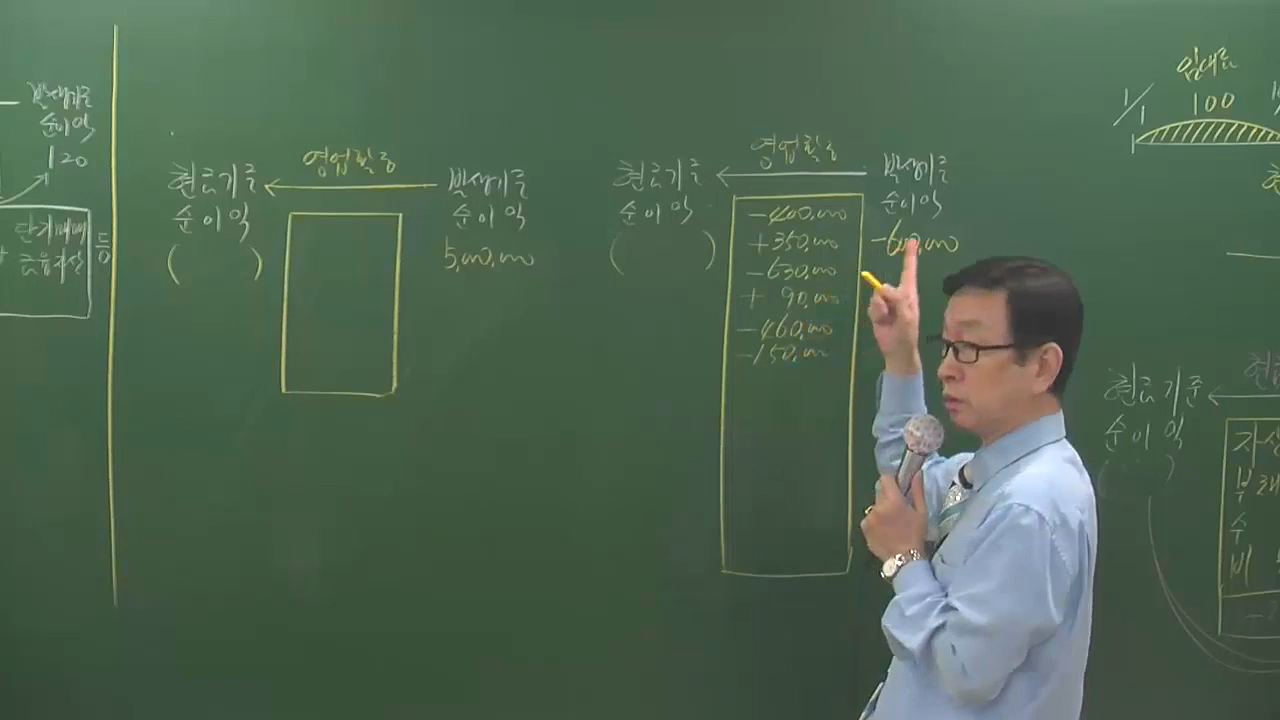 발생기준
순이익
120
단기매매
금융자산
등
영업활동
현금기준
순이익
(          )
발생기준
순이익
5,000,000
영업활동
현금기준
순이익
(          )
-400,000
+350,000
-630,000
+ 90,000
-460,000
-150,000
발생기준
순이익
-600,000
임대료
1/1
100
현금기준
순이익
(          )
자산
부채
수
비